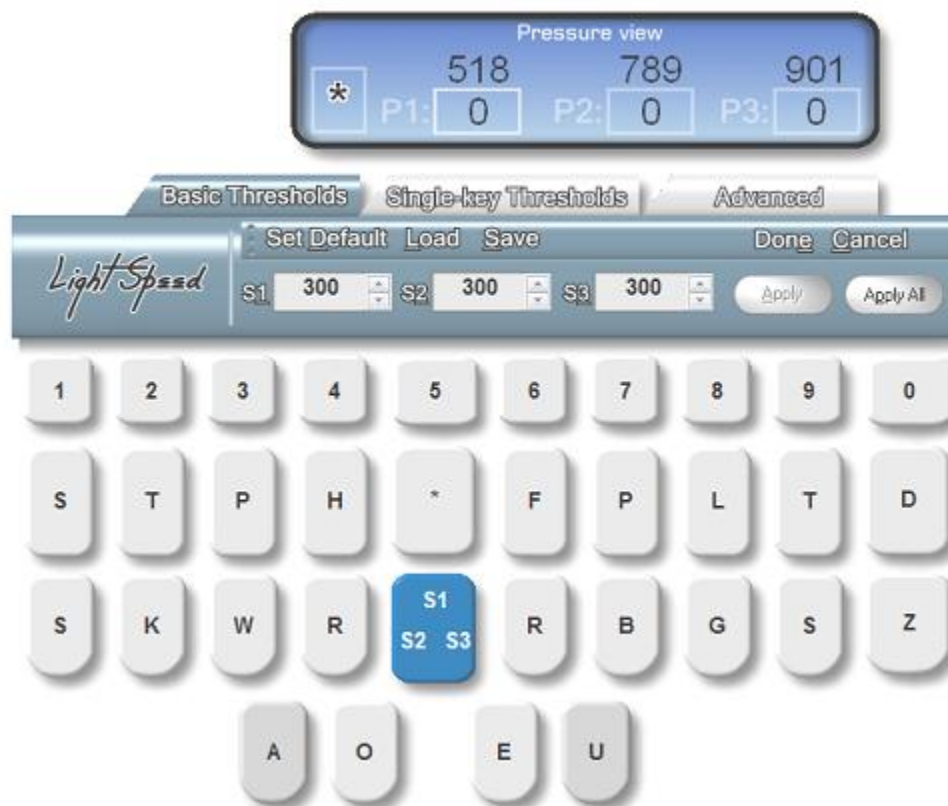 Pressure view
518 789 901
* P1: 0 P2: 0 P3: 0
Basic Thresholds Single-key Thresholds Advanced
Set Default Load Save Done Cancel
LightSpeed
S1 300 S2 300 S3 300 Apply Apply All
1 2 3 4 5 6 7 8 9 0
S T P H * F P L T D
S1
S K W R S2 S3 R B G S Z
A O E U